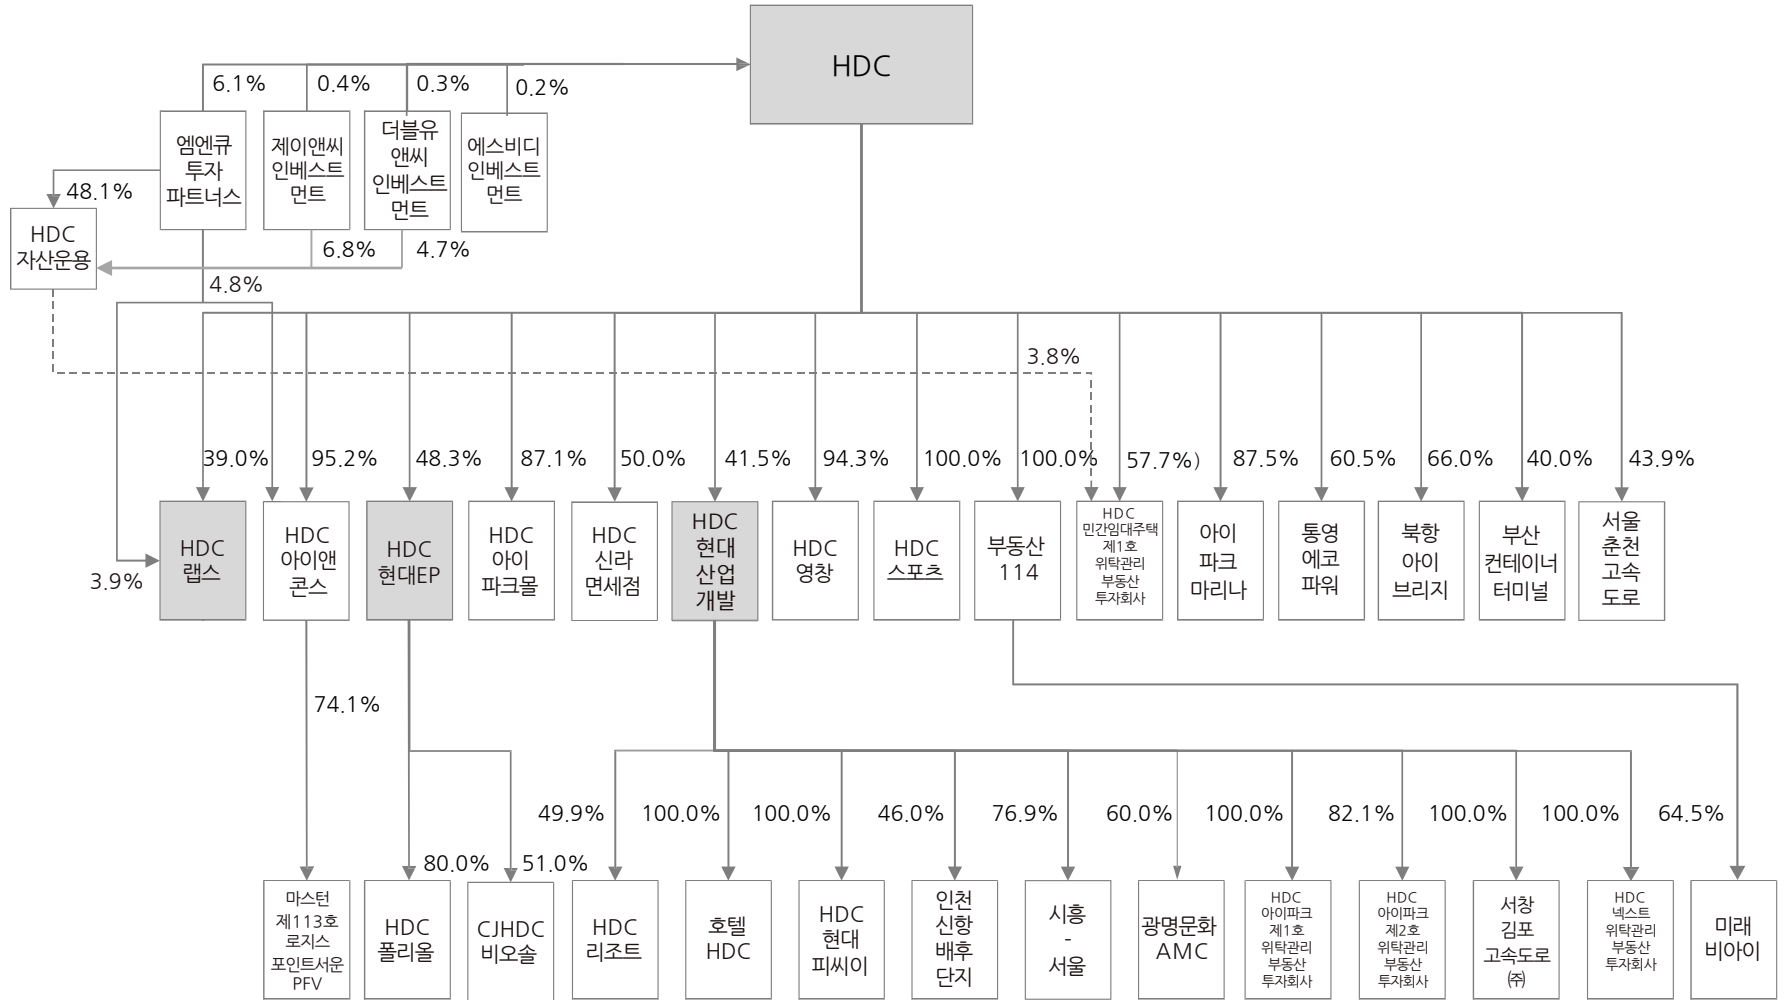 HDC
6.1%
0.4%
0.3%
0.2%
엠엔큐
투자
파트너스
제이앤씨
인베스트
먼트
더블유
앤씨
인베스트
먼트
에스비디
인베스트
먼트
48.1%
HDC
자산운용
6.8%
4.7%
4.8%
3.8%
39.0%
95.2%
48.3%
87.1%
50.0%
41.5%
94.3%
100.0%
100.0%
57.7%)
87.5%
60.5%
66.0%
40.0%
43.9%
3.9%
HDC
랩스
HDC
아이앤
콘스
HDC
현대EP
HDC
아이
파크몰
HDC
신라
면세점
HDC
현대
산업
개발
HDC
영창
HDC
스포츠
부동산
114
HDC
민간임대주택
제1호
위탁관리
부동산
투자회사
아이
파크
마리나
통영
에코
파워
북항
아이
브리지
부산
컨테이너
터미널
서울
춘천
고속
도로
74.1%
80.0%
51.0%
49.9%
100.0%
100.0%
46.0%
76.9%
60.0%
100.0%
82.1%
100.0%
100.0%
64.5%
마스턴
제113호
로지스
포인트서운
PFV
HDC
폴리올
CJHDC
비오솔
HDC
리조트
호텔
HDC
HDC
현대
피씨이
인천
신항
배후
단지
시흥
-
서울
광명문화
AMC
HDC
아이파크
제1호
위탁관리
부동산
투자회사
HDC
아이파크
제2호
위탁관리
부동산
투자회사
서창
김포
고속도로
㈜
HDC
넥스트
위탁관리
부동산
투자회사
미래
비아이